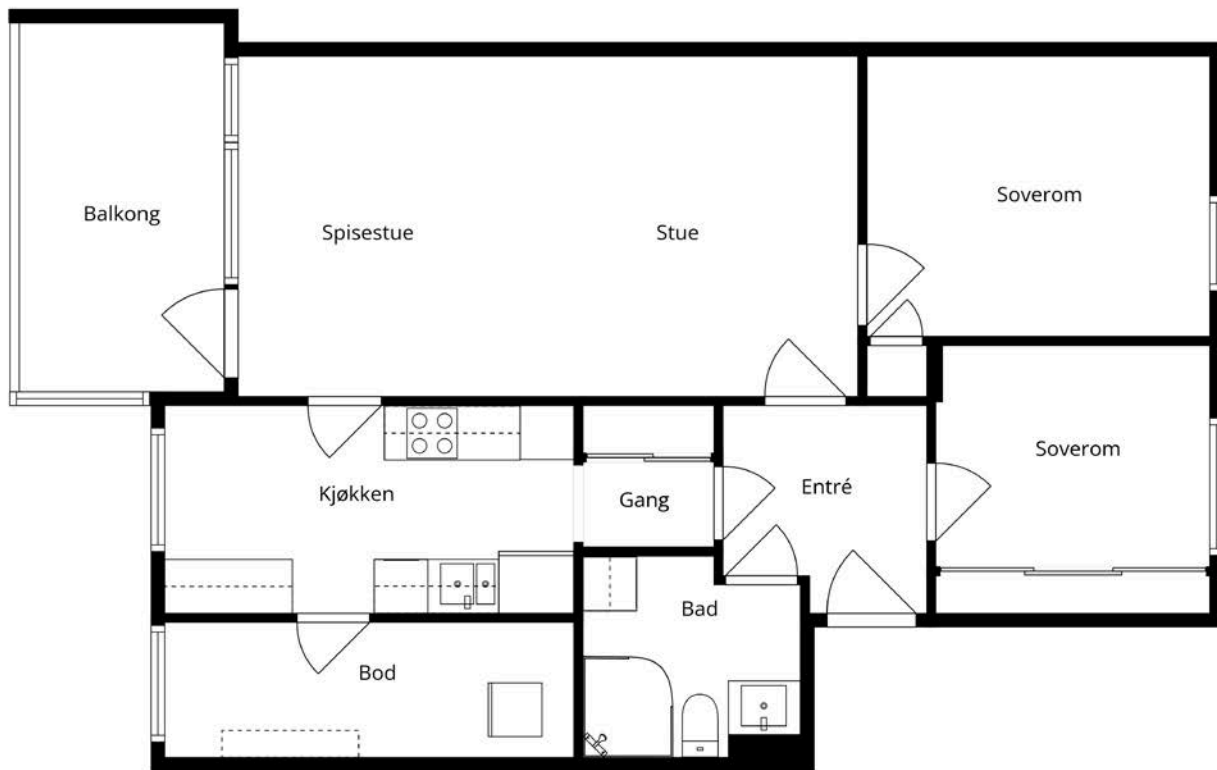 Balkong
Spisestue
Stue
Soverom
Soverom
Kjøkken
Gang
Entré
Bad
Bod